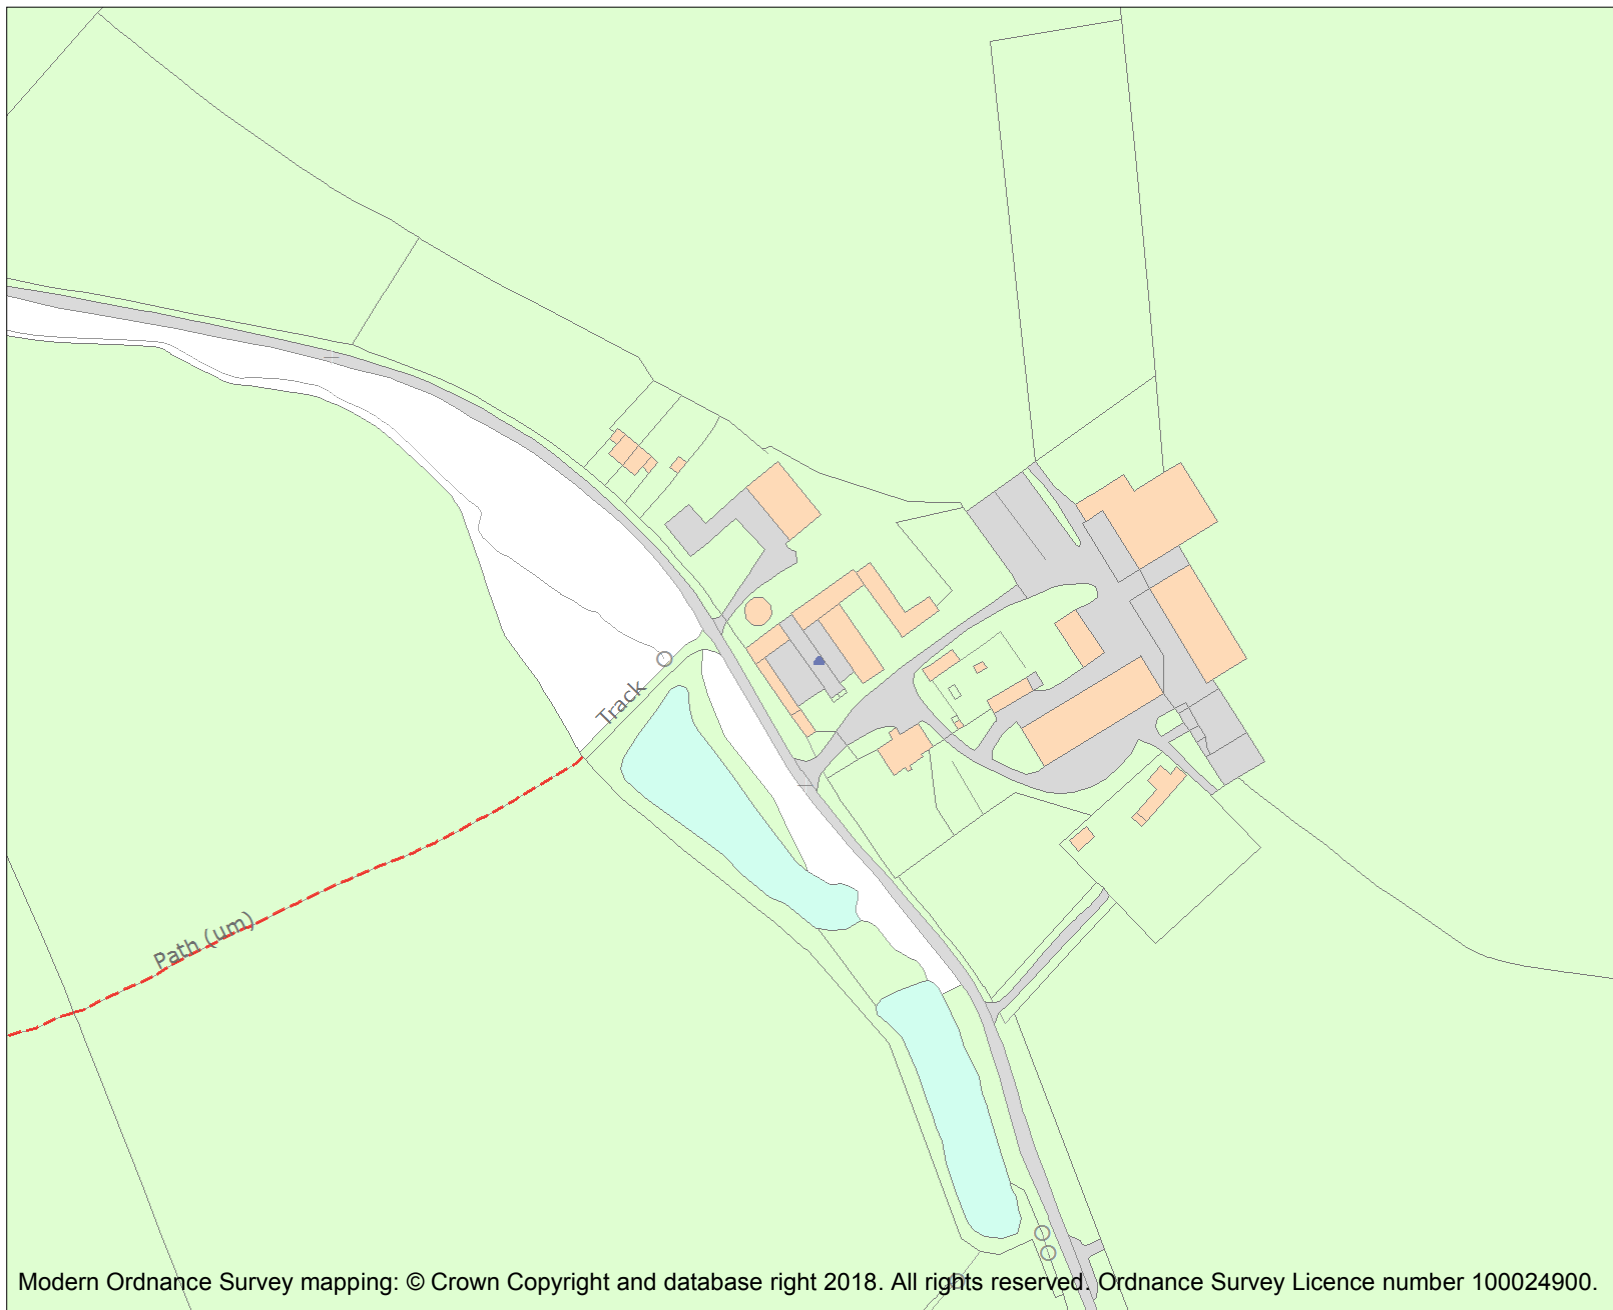 Track
Path (um)
Modern Ordnance Survey mapping: © Crown Copyright and database right 2018. All rights reserved. Ordnance Survey Licence number 100024900.